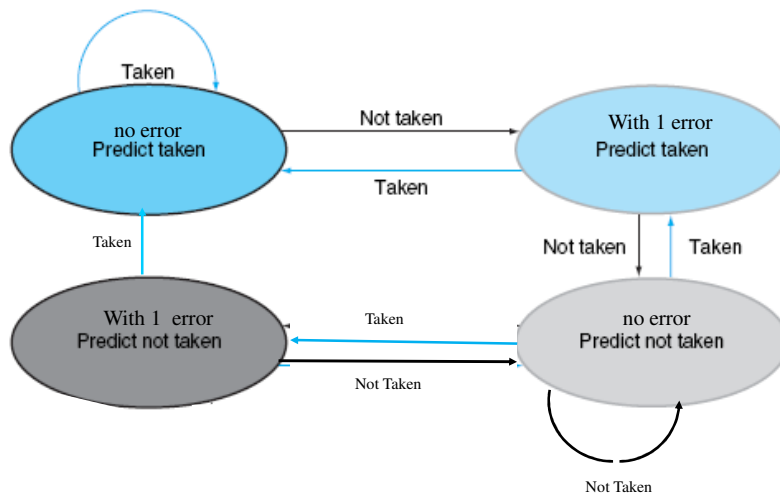 Taken
no error
Predict taken
Not taken
With 1 error
Predict taken
Taken
Taken
Not taken
Taken
With 1 error
Predict not taken
Taken
no error
Predict not taken
Not Taken
Not Taken